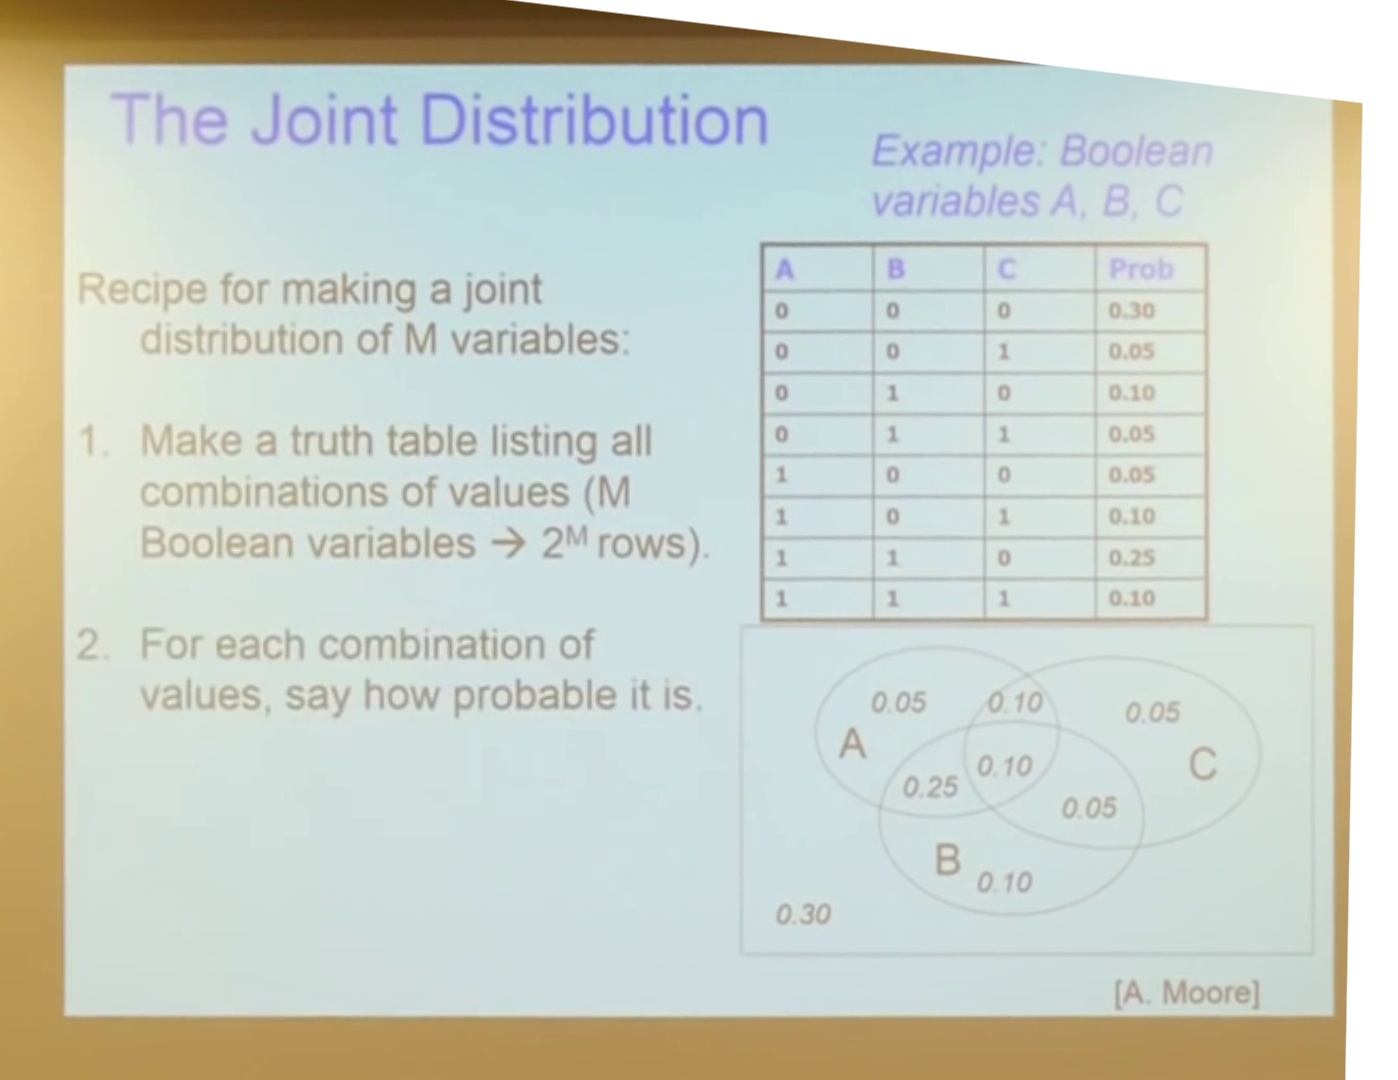 The Joint Distribution
Example: Boolean
variables A, B, C
Recipe for making a joint
distribution of M variables:
1. Make a truth table listing all
combinations of values (M
Boolean variables → 2ᴹ rows).
2. For each combination of
values, say how probable it is.
A B C Prob
0 0 0 0.30
0 0 1 0.05
0 1 0 0.10
0 1 1 0.05
1 0 0 0.05
1 0 1 0.10
1 1 0 0.25
1 1 1 0.10
0.05 0.10 0.05
A C
0.10
0.25
0.05
B
0.10
0.30
[A. Moore]